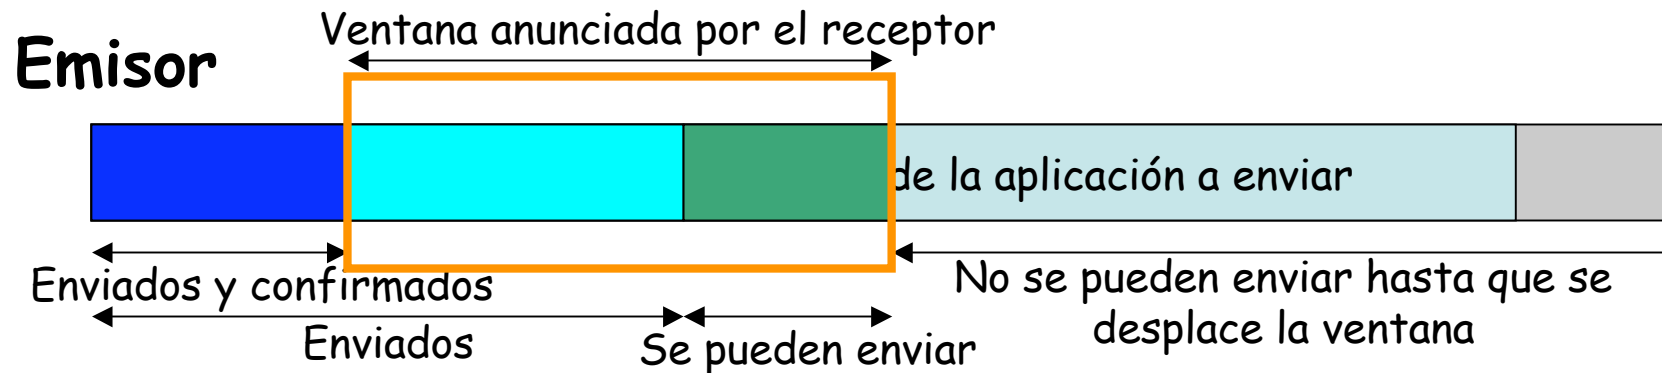 Ventana anunciada por el receptor
Emisor
de la aplicación a enviar
Enviados y confirmados
No se pueden enviar hasta que se
desplace la ventana
Enviados
Se pueden enviar